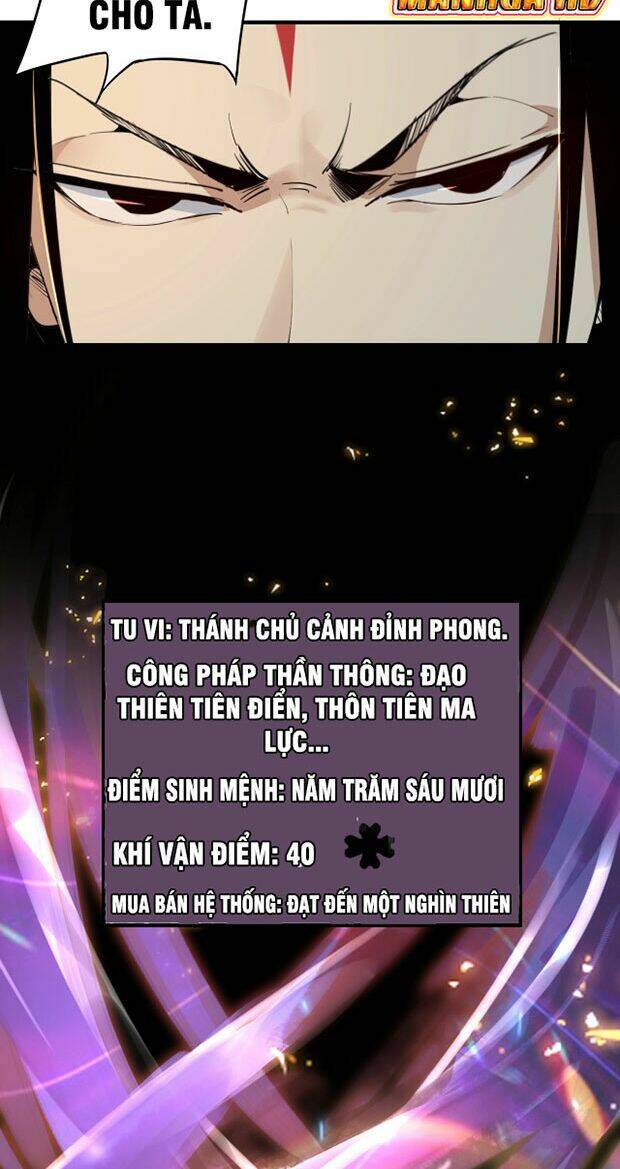 CHO TA.
MANHUA HD
TU VI: THÁNH CHỦ CẢNH ĐỈNH PHONG.
CÔNG PHÁP THẦN THÔNG: ĐẠO
THIÊN TIÊN ĐIỂN, THÔN TIÊN MA
LỰC...
ĐIỂM SINH MỆNH: NĂM TRĂM SÁU MƯƠI
KHÍ VẬN ĐIỂM: 40
MUA BÁN HỆ THỐNG: ĐẠT ĐẾN MỘT NGHÌN THIÊN